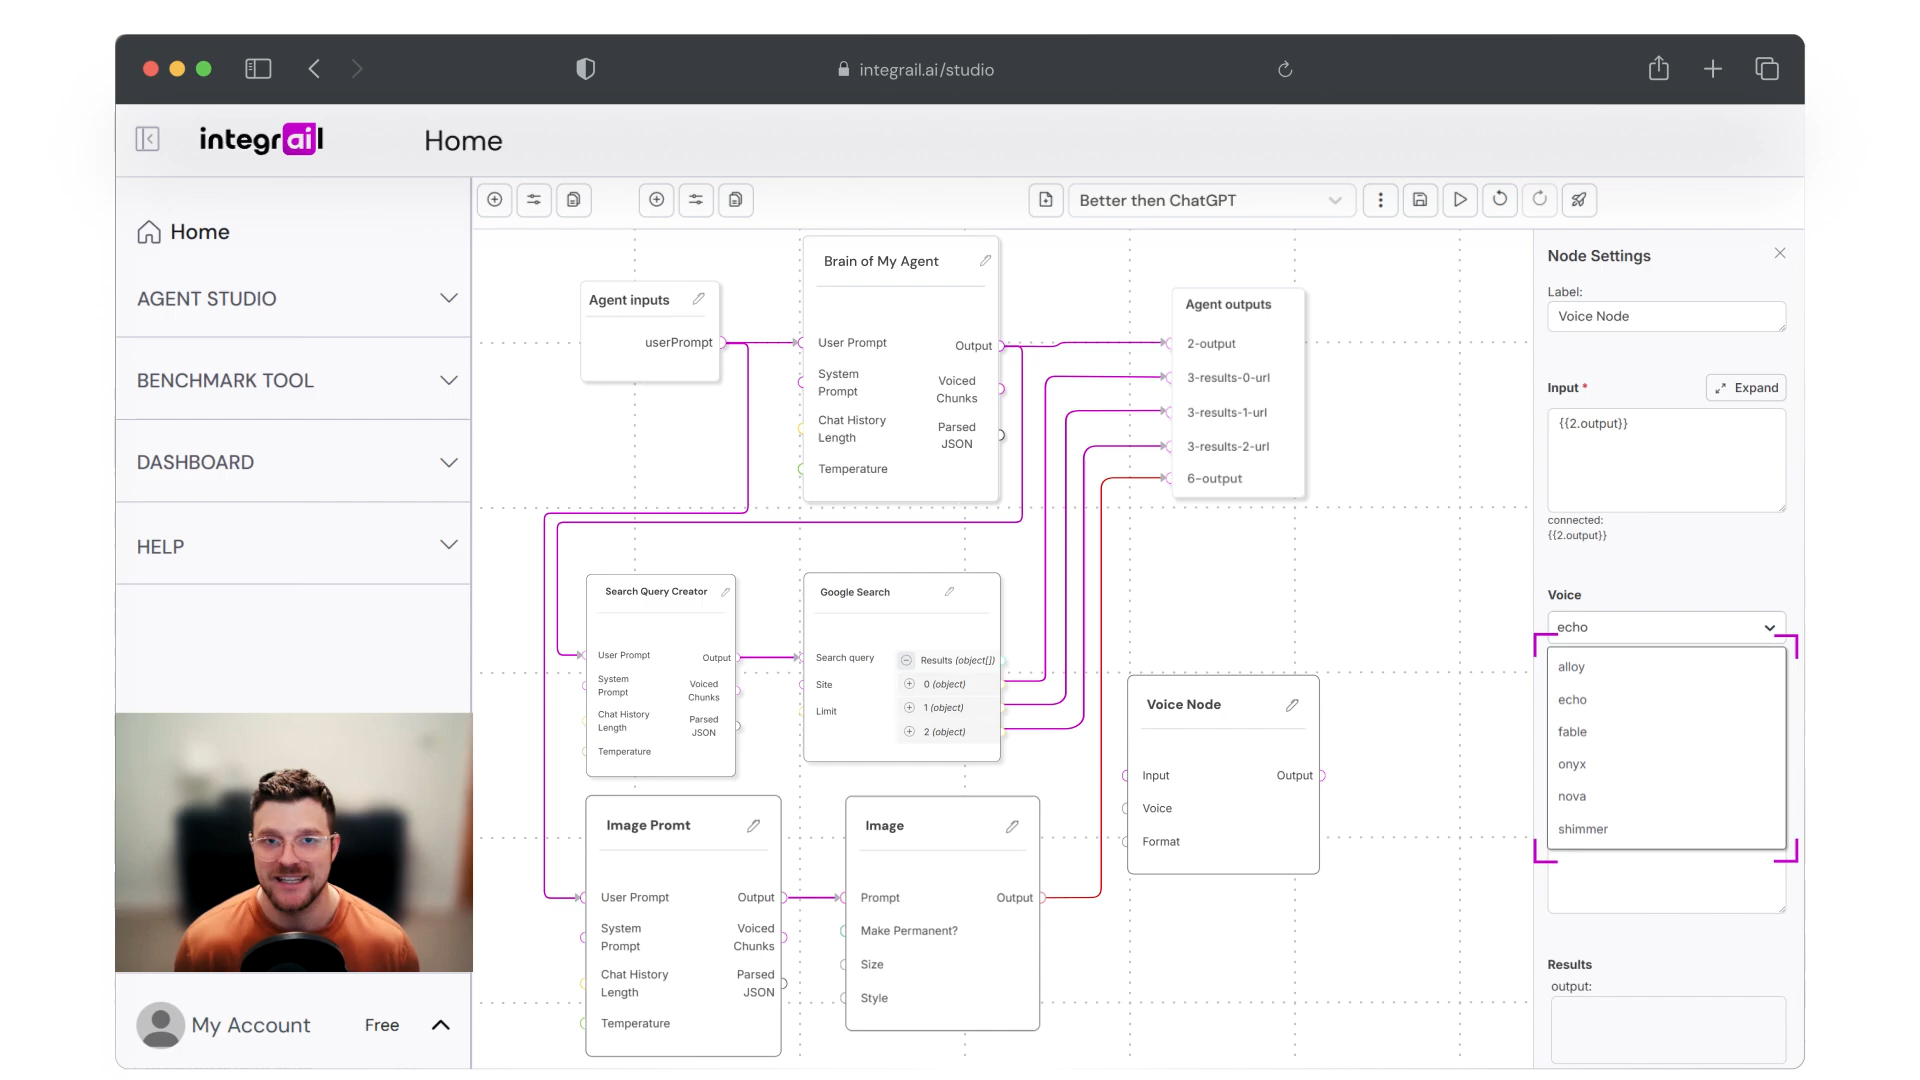 integrail.ai/studio
integrail
Home
Home
AGENT STUDIO
BENCHMARK TOOL
DASHBOARD
HELP
My Account
Free
Better then ChatGPT
Agent inputs
userPrompt
Brain of My Agent
User Prompt
Output
System
Prompt
Voiced
Chunks
Chat History
Length
Parsed
JSON
Temperature
Agent outputs
2-output
3-results-0-url
3-results-1-url
3-results-2-url
6-output
Search Query Creator
User Prompt
Output
System
Prompt
Voiced
Chunks
Chat History
Length
Parsed
JSON
Temperature
Google Search
Search query
Site
Limit
Results (object[])
0 (object)
1 (object)
2 (object)
Voice Node
Input
Output
Voice
Format
Image Promt
User Prompt
Output
System
Prompt
Voiced
Chunks
Chat History
Length
Parsed
JSON
Temperature
Image
Prompt
Output
Make Permanent?
Size
Style
Node Settings
Label:
Voice Node
Input *
Expand
{{2.output}}
connected:
{{2.output}}
Voice
echo
alloy
echo
fable
onyx
nova
shimmer
Results
output: